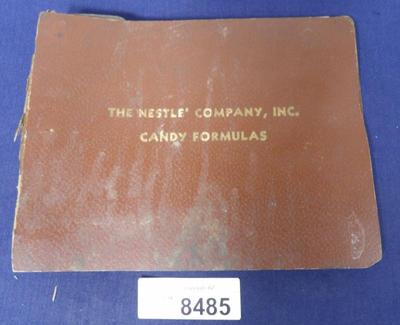 THE NESTLE' COMPANY, INC.
CANDY FORMULAS
8485